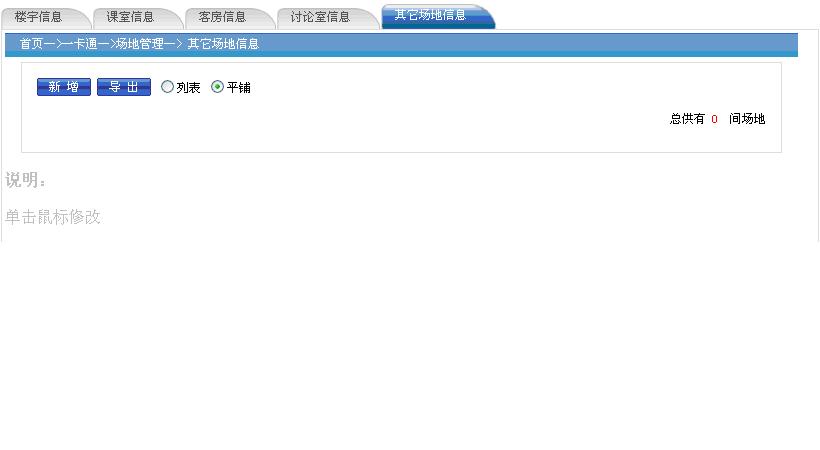 楼宇信息 课室信息 客房信息 讨论室信息 其它场地信息
首页一>一卡通一>场地管理一> 其它场地信息
新 增 导 出 列表 平铺
总供有 0 间场地
说明：
单击鼠标修改